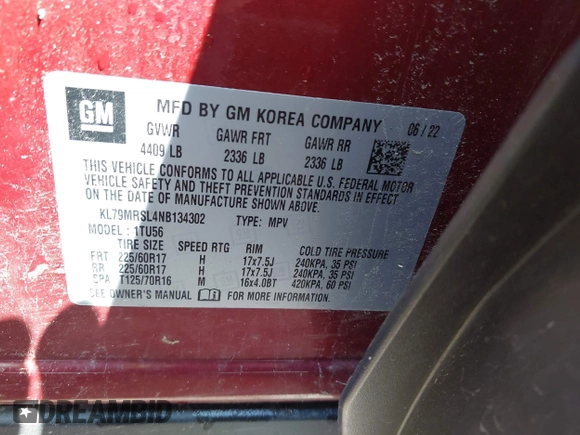 GM
MFD BY GM KOREA COMPANY 06/22
GVWR GAWR FRT GAWR RR
4409 LB 2336 LB 2336 LB
THIS VEHICLE CONFORMS TO ALL APPLICABLE U.S. FEDERAL MOTOR
VEHICLE SAFETY AND THEFT PREVENTION STANDARDS IN EFFECT
ON THE DATE OF MANUFACTURE SHOWN ABOVE.
KL79MRSL4NB134302 TYPE: MPV
MODEL: 1TU56
TIRE SIZE SPEED RTG RIM COLD TIRE PRESSURE
FRT 225/60R17 H 17x7.5J 240KPA, 35 PSI
RR 225/60R17 H 17x7.5J 240KPA, 35 PSI
SPA T125/70R16 M 16x4.0BT 420KPA, 60 PSI
SEE OWNER'S MANUAL FOR MORE INFORMATION.
DREAMBID